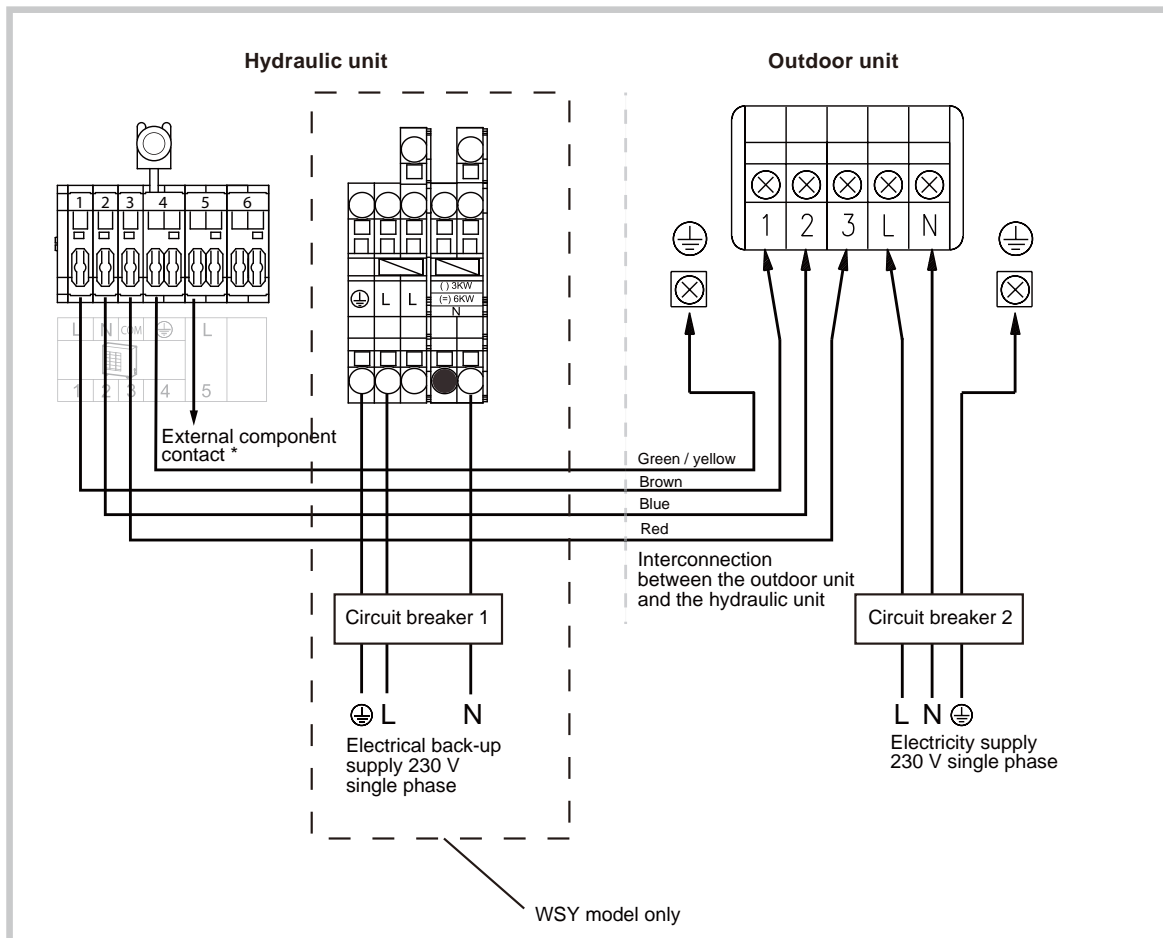 Hydraulic unit
Outdoor unit
1 2 3 4 5 6
L N COM L
1 2 3 4 5
External component
contact *
L L
( ) 3KW
(=) 6KW
N
1 2 3 L N
Green / yellow
Brown
Blue
Red
Interconnection
between the outdoor unit
and the hydraulic unit
Circuit breaker 1
Circuit breaker 2
L N
Electrical back-up
supply 230 V
single phase
L N
Electricity supply
230 V single phase
WSY model only